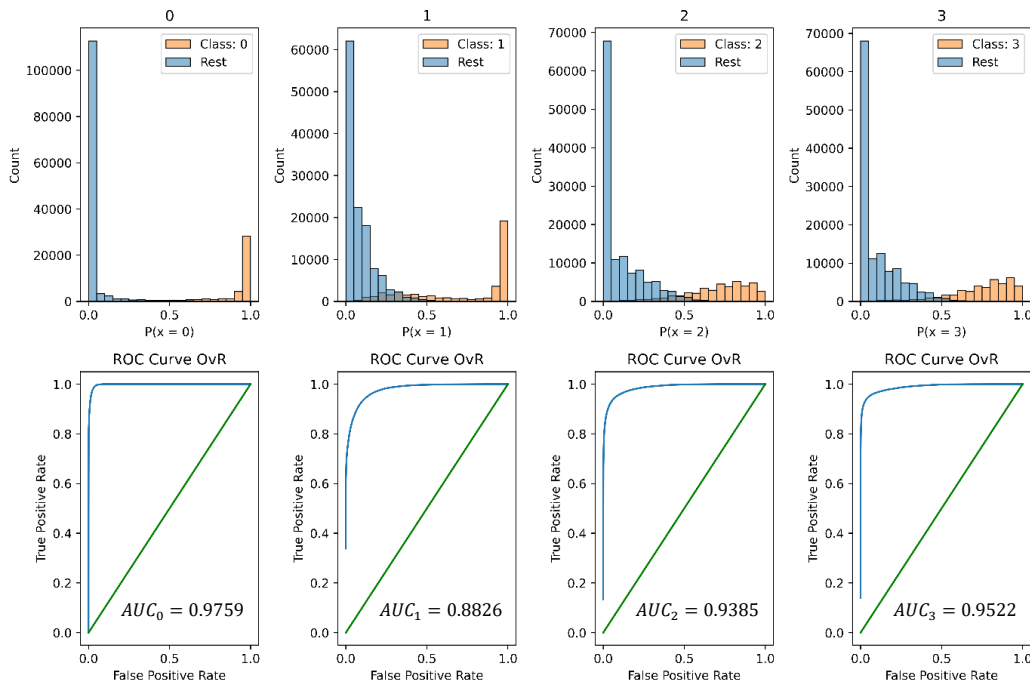 0
Class: 0
Rest
100000
80000
60000
40000
20000
0
Count
0.0 0.5 1.0
P(x = 0)
1
Class: 1
Rest
60000
50000
40000
30000
20000
10000
0
Count
0.0 0.5 1.0
P(x = 1)
2
Class: 2
Rest
70000
60000
50000
40000
30000
20000
10000
0
Count
0.0 0.5 1.0
P(x = 2)
3
Class: 3
Rest
70000
60000
50000
40000
30000
20000
10000
0
Count
0.0 0.5 1.0
P(x = 3)
ROC Curve OvR
1.0
0.8
0.6
0.4
0.2
0.0
True Positive Rate
AUC₀ = 0.9759
0.0 0.5 1.0
False Positive Rate
ROC Curve OvR
1.0
0.8
0.6
0.4
0.2
0.0
True Positive Rate
AUC₁ = 0.8826
0.0 0.5 1.0
False Positive Rate
ROC Curve OvR
1.0
0.8
0.6
0.4
0.2
0.0
True Positive Rate
AUC₂ = 0.9385
0.0 0.5 1.0
False Positive Rate
ROC Curve OvR
1.0
0.8
0.6
0.4
0.2
0.0
True Positive Rate
AUC₃ = 0.9522
0.0 0.5 1.0
False Positive Rate